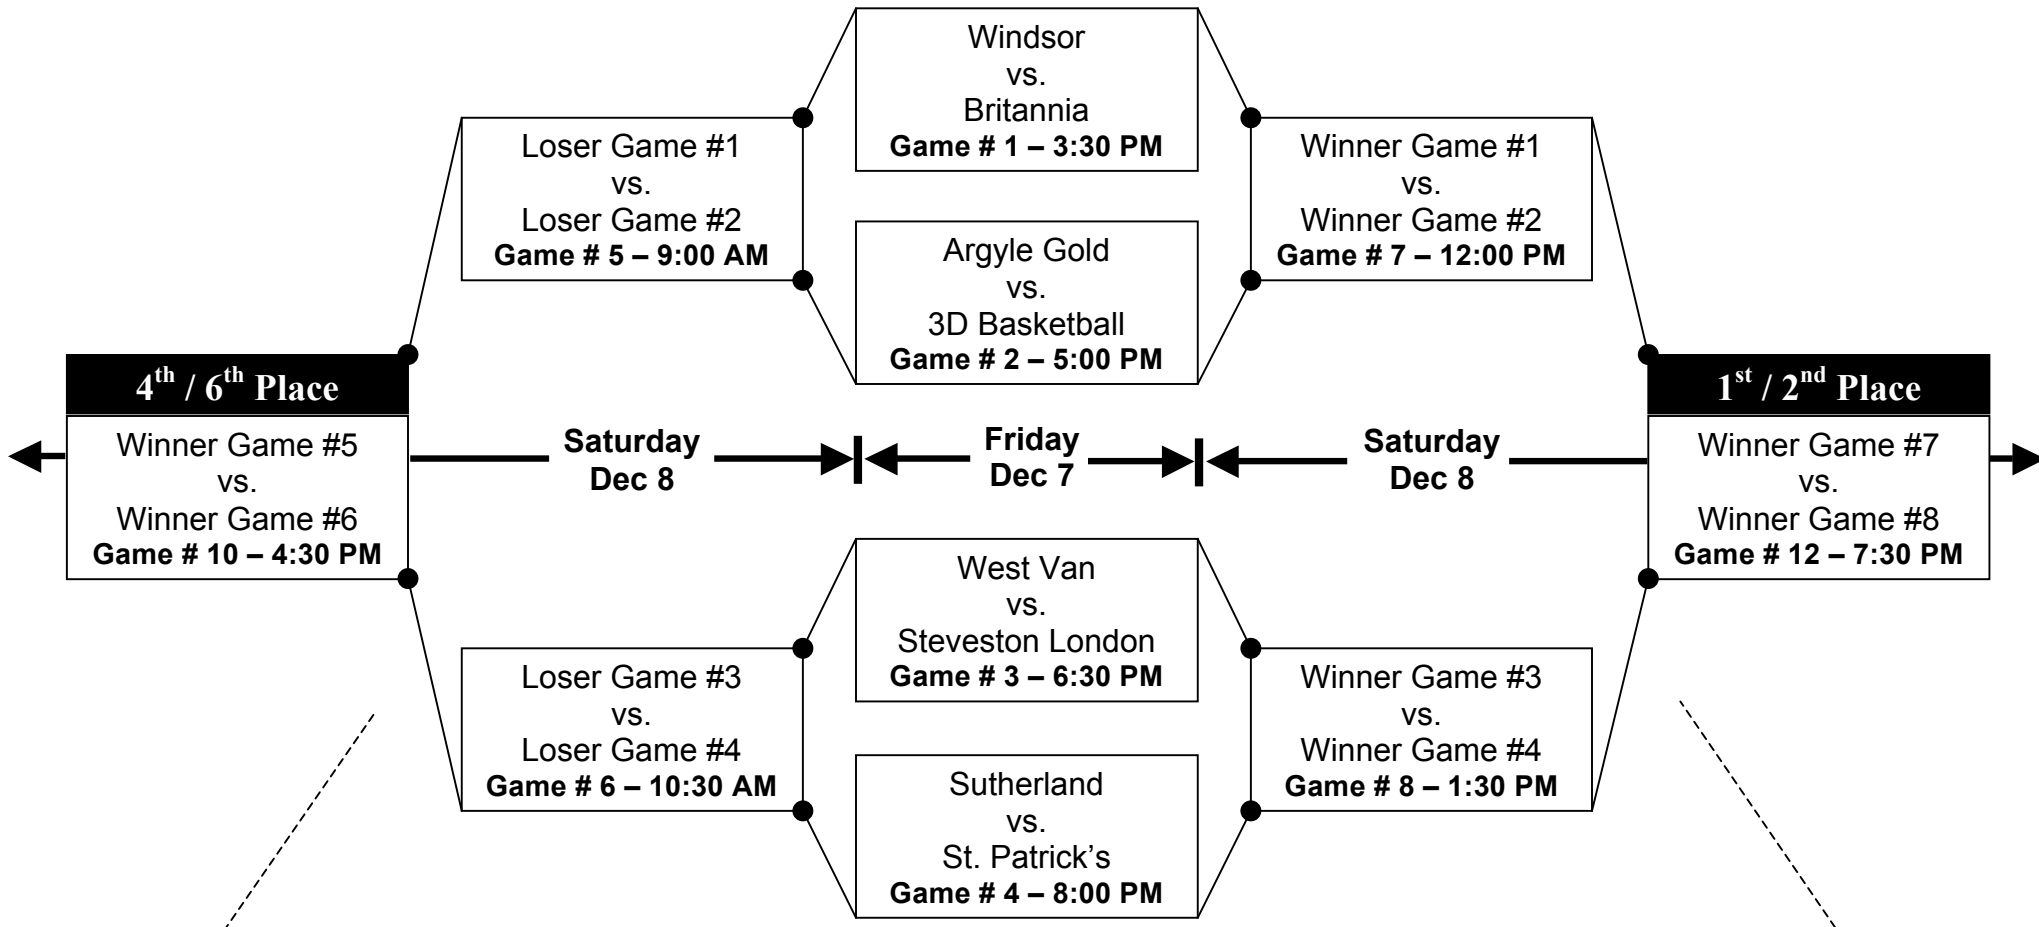 Windsor
vs.
Britannia
Game # 1 – 3:30 PM
Loser Game #1
vs.
Loser Game #2
Game # 5 – 9:00 AM
Winner Game #1
vs.
Winner Game #2
Game # 7 – 12:00 PM
Argyle Gold
vs.
3D Basketball
Game # 2 – 5:00 PM
4th / 6th Place
Winner Game #5
vs.
Winner Game #6
Game # 10 – 4:30 PM
Saturday
Dec 8
Friday
Dec 7
Saturday
Dec 8
1st / 2nd Place
Winner Game #7
vs.
Winner Game #8
Game # 12 – 7:30 PM
West Van
vs.
Steveston London
Game # 3 – 6:30 PM
Loser Game #3
vs.
Loser Game #4
Game # 6 – 10:30 AM
Winner Game #3
vs.
Winner Game #4
Game # 8 – 1:30 PM
Sutherland
vs.
St. Patrick’s
Game # 4 – 8:00 PM